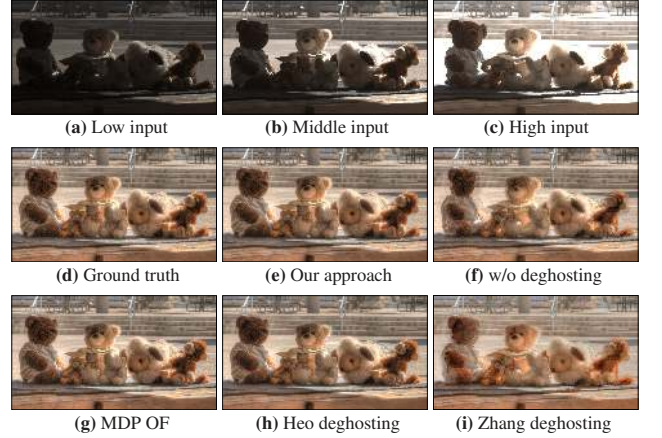 (a) Low input
(b) Middle input
(c) High input
(d) Ground truth
(e) Our approach
(f) w/o deghosting
(g) MDP OF
(h) Heo deghosting
(i) Zhang deghosting